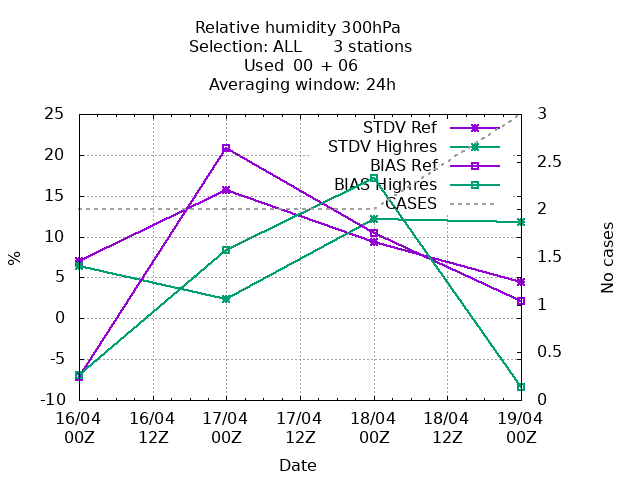 Relative humidity 300hPa
Selection: ALL      3 stations
Used  00 + 06
Averaging window: 24h
25
20
15
10
5
0
-5
-10
%
3
2.5
2
1.5
1
0.5
0
No cases
STDV Ref
STDV Highres
BIAS Ref
BIAS Highres
CASES
16/04 16/04 17/04 17/04 18/04 18/04 19/04
00Z 12Z 00Z 12Z 00Z 12Z 00Z
Date